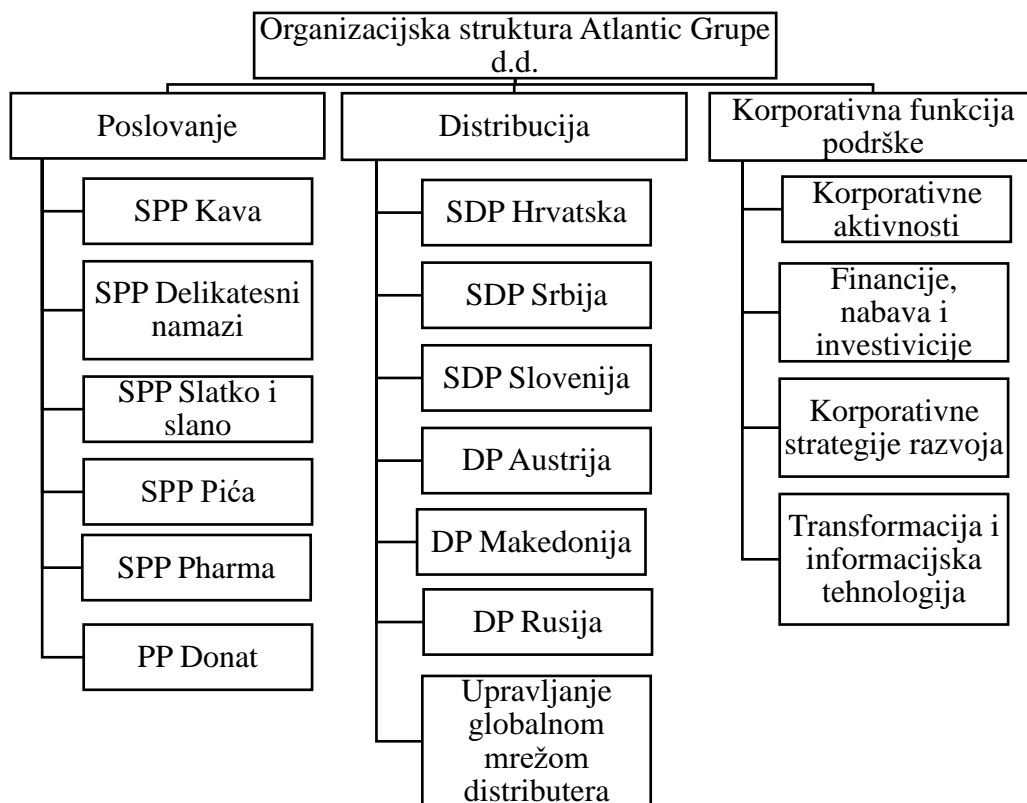 Organizacijska struktura Atlantic Grupe
d.d.
Poslovanje
SPP Kava
SPP Delikatesni
namazi
SPP Slatko i
slano
SPP Pića
SPP Pharma
PP Donat
Distribucija
SDP Hrvatska
SDP Srbija
SDP Slovenija
DP Austrija
DP Makedonija
DP Rusija
Upravljanje
globalnom
mrežom
distributera
Korporativna funkcija
podrške
Korporativne
aktivnosti
Financije,
nabava i
investivicije
Korporativne
strategije razvoja
Transformacija i
informacijska
tehnologija